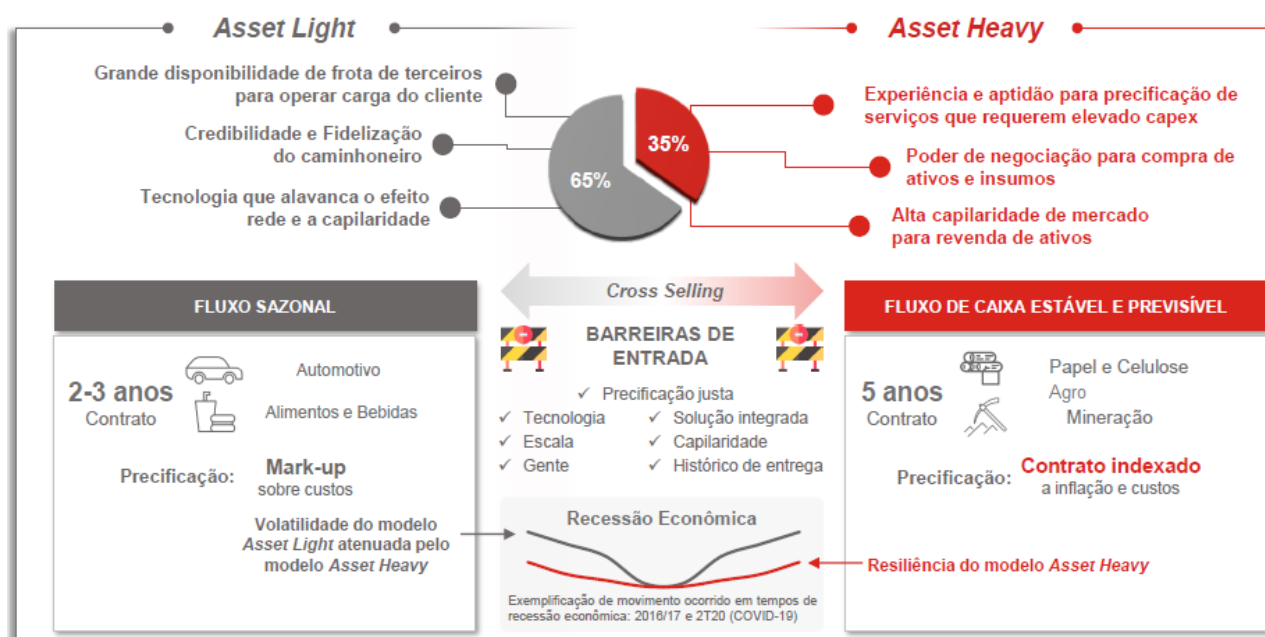 Asset Light
Asset Heavy
Grande disponibilidade de frota de terceiros
para operar carga do cliente
Credibilidade e Fidelização
do caminhoneiro
Tecnologia que alavanca o efeito
rede e a capilaridade
65%
35%
Experiência e aptidão para precificação de
serviços que requerem elevado capex
Poder de negociação para compra de
ativos e insumos
Alta capilaridade de mercado
para revenda de ativos
FLUXO SAZONAL
2-3 anos
Contrato
Automotivo
Alimentos e Bebidas
Precificação:
Mark-up
sobre custos
Volatilidade do modelo
Asset Light atenuada pelo
modelo Asset Heavy
Cross Selling
BARREIRAS DE
ENTRADA
✓ Precificação justa
✓ Tecnologia
✓ Solução integrada
✓ Escala
✓ Capilaridade
✓ Gente
✓ Histórico de entrega
Recessão Econômica
Exemplificação de movimento ocorrido em tempos de
recessão econômica: 2016/17 e 2T20 (COVID-19)
FLUXO DE CAIXA ESTÁVEL E PREVISÍVEL
5 anos
Contrato
Papel e Celulose
Agro
Mineração
Precificação:
Contrato indexado
a inflação e custos
Resiliência do modelo Asset Heavy